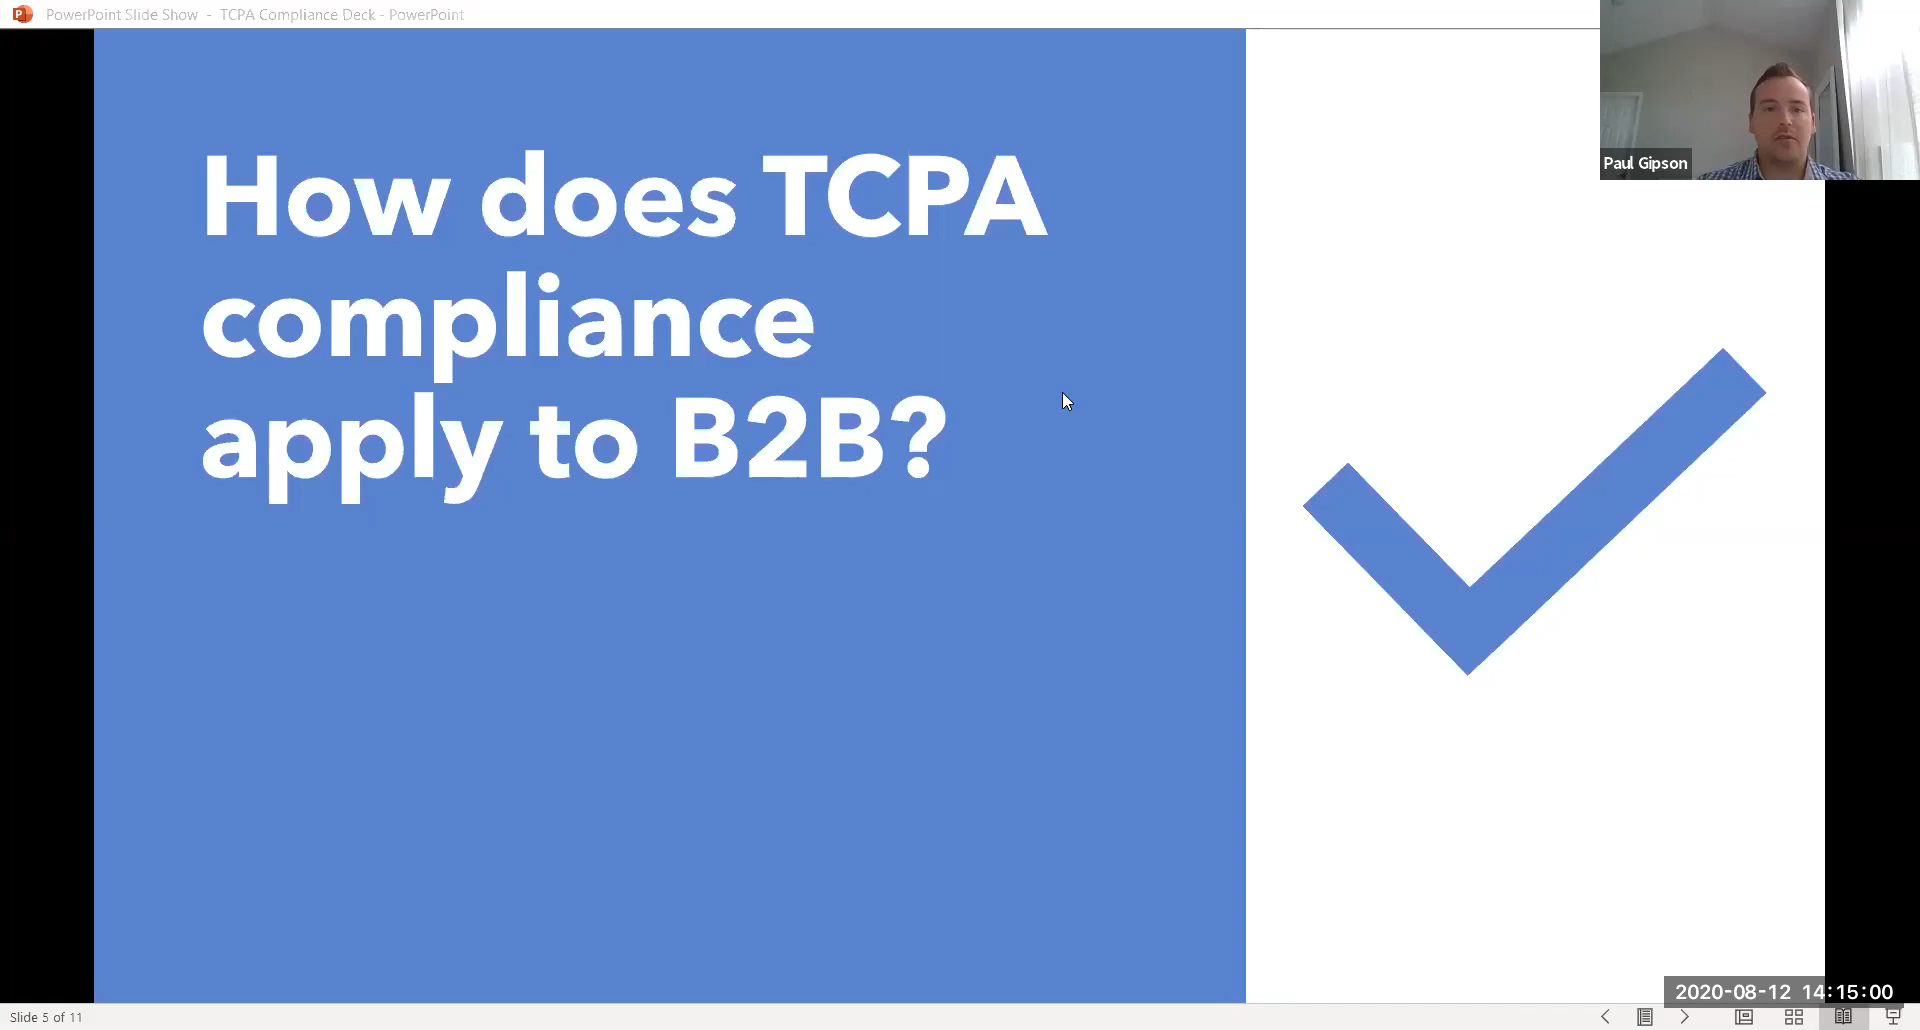 PowerPoint Slide Show - TCPA Compliance Deck - PowerPoint
Paul Gipson
How does TCPA
compliance
apply to B2B?
2020-08-12 14:15:00
Slide 5 of 11